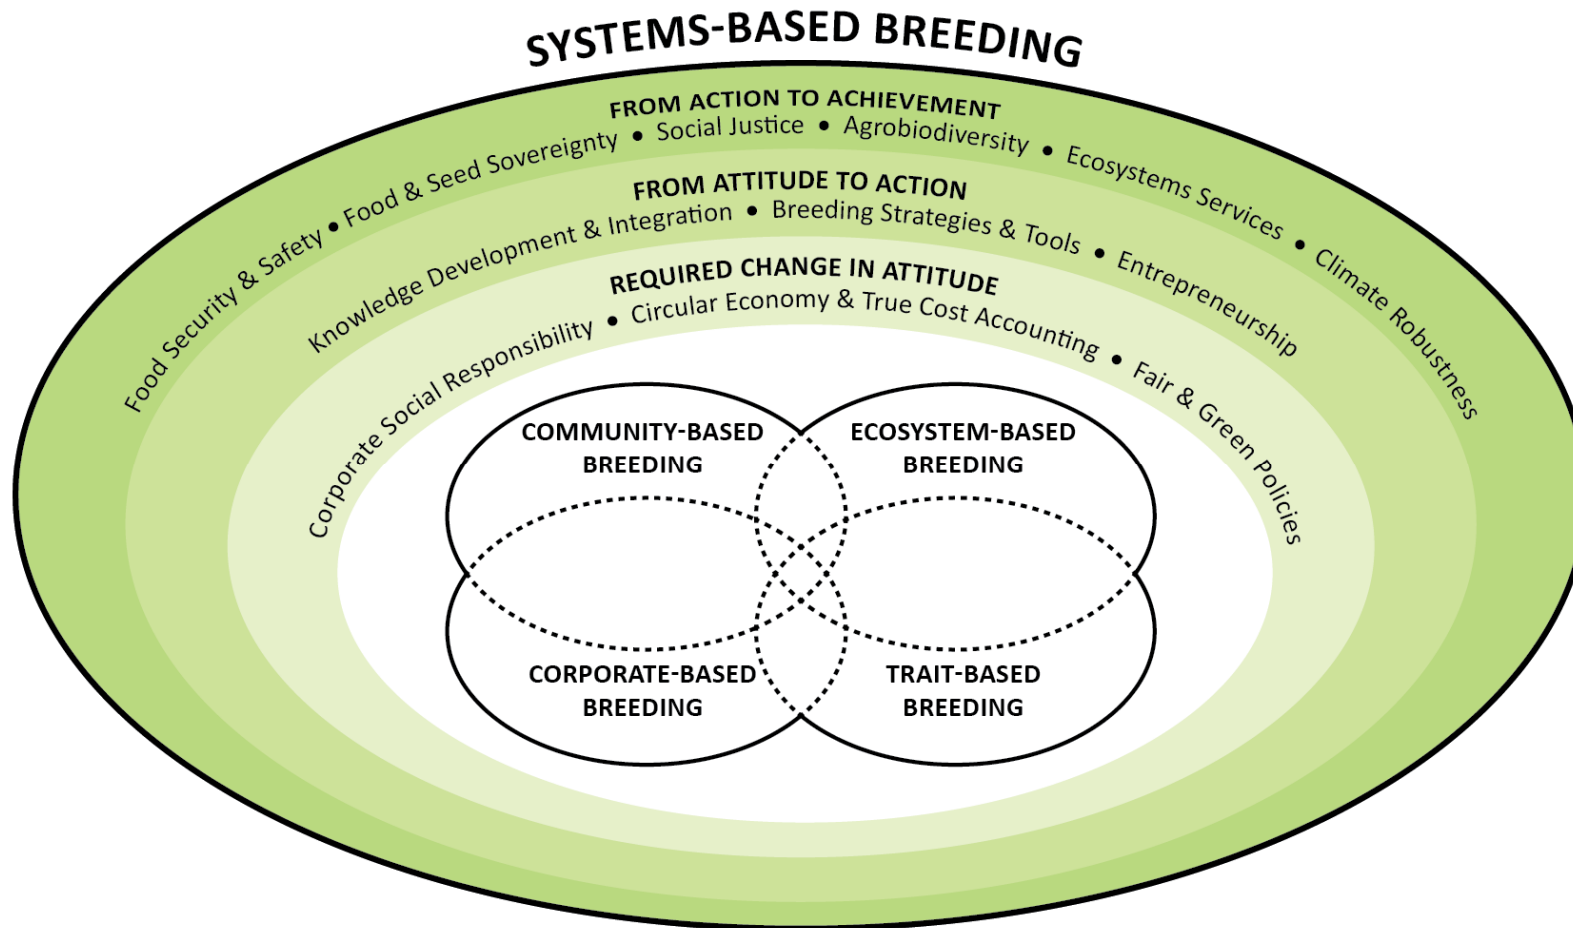 SYSTEMS-BASED BREEDING
FROM ACTION TO ACHIEVEMENT
Food Security & Safety • Food & Seed Sovereignty • Social Justice • Agrobiodiversity • Ecosystems Services • Climate Robustness
FROM ATTITUDE TO ACTION
Knowledge Development & Integration • Breeding Strategies & Tools • Entrepreneurship
REQUIRED CHANGE IN ATTITUDE
Corporate Social Responsibility • Circular Economy & True Cost Accounting • Fair & Green Policies
COMMUNITY-BASED
BREEDING
ECOSYSTEM-BASED
BREEDING
CORPORATE-BASED
BREEDING
TRAIT-BASED
BREEDING